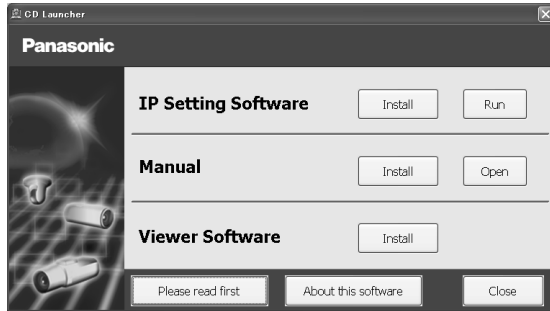 CD Launcher
Panasonic
IP Setting Software Install Run
Manual Install Open
Viewer Software Install
Please read first About this software Close